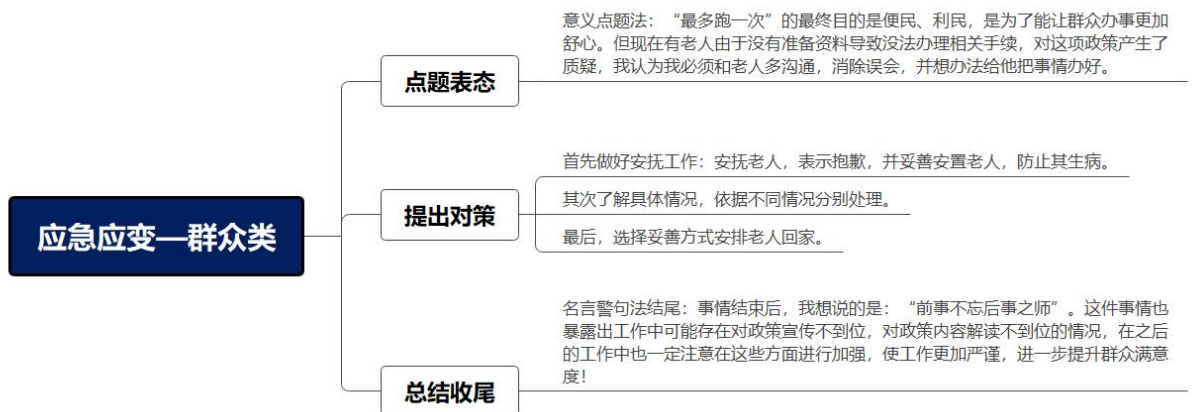 意义点题法：“最多跑一次”的最终目的是便民、利民，是为了能让群众办事更加
舒心。但现在有老人由于没有准备资料导致没法办理相关手续，对这项政策产生了
质疑，我认为我必须和老人多沟通，消除误会，并想办法给他把事情办好。
点题表态
首先做好安抚工作：安抚老人，表示抱歉，并妥善安置老人，防止其生病。
其次了解具体情况，依据不同情况分别处理。
提出对策
最后，选择妥善方式安排老人回家。
应急应变—群众类
名言警句法结尾：事情结束后，我想说的是：“前事不忘后事之师”。这件事情也
暴露出工作中可能存在对政策宣传不到位，对政策内容解读不到位的情况，在之后
的工作中也一定注意在这些方面进行加强，使工作更加严谨，进一步提升群众满意
度！
总结收尾